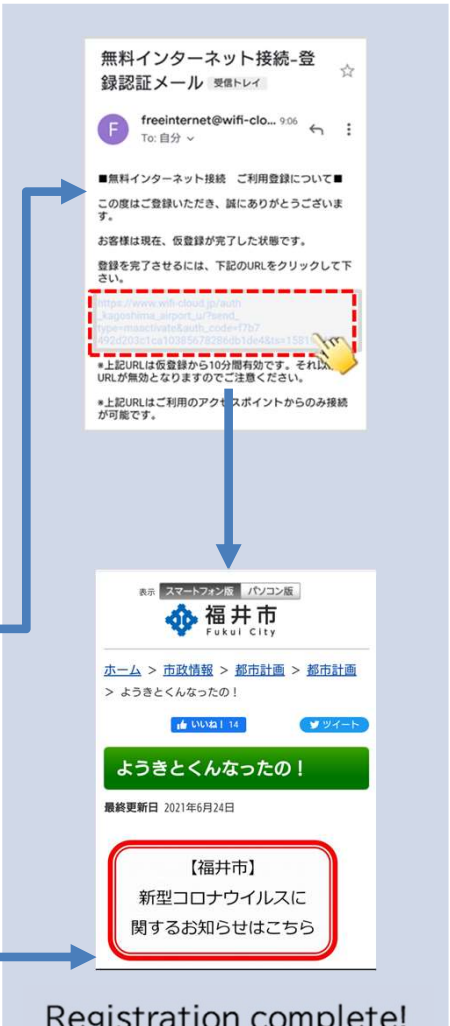 無料インターネット接続-登
録認証メール 受信トレイ
F
freeinternet@wifi-clo... 9:06
To: 自分
■無料インターネット接続 ご利用登録について■
この度はご登録いただき、誠にありがとうございま
す。
お客様は現在、仮登録が完了した状態です。
登録を完了させるには、下記のURLをクリックして下
さい。
https://www.wifi-cloud.jp/auth
_kagoshima_airport_u/?send_
type=maactivate&auth_code=f7b7
492d203c1ca10385678286db1de4&ts=1581
*上記URLは仮登録から10分間有効です。それ以
URLが無効となりますのでご注意ください。
*上記URLはご利用のアクセスポイントからのみ接続
が可能です。
表示 スマートフォン版 パソコン版
福井市
Fukui City
ホーム > 市政情報 > 都市計画 > 都市計画
> ようきとくんなったの！
いいね！ 14 ツイート
ようきとくんなったの！
最終更新日 2021年6月24日
【福井市】
新型コロナウイルスに
関するお知らせはこちら
Registration complete!